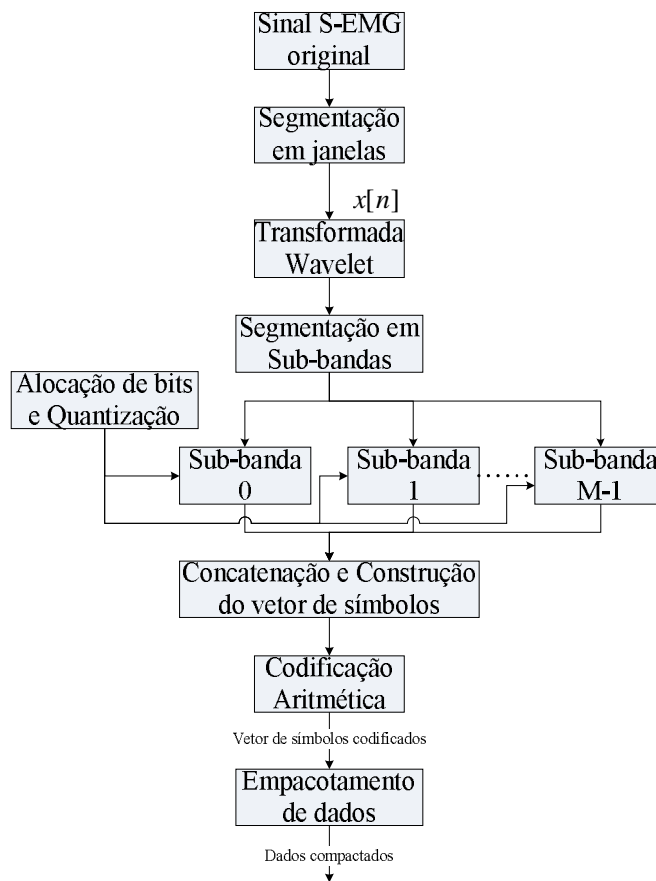 Sinal S-EMG
original
Segmentação
em janelas
x[n]
Transformada
Wavelet
Segmentação em
Sub-bandas
Alocação de bits
e Quantização
Sub-banda
0
Sub-banda
1
.......
Sub-banda
M-1
Concatenação e Construção
do vetor de símbolos
Codificação
Aritmética
Vetor de símbolos codificados
Empacotamento
de dados
Dados compactados